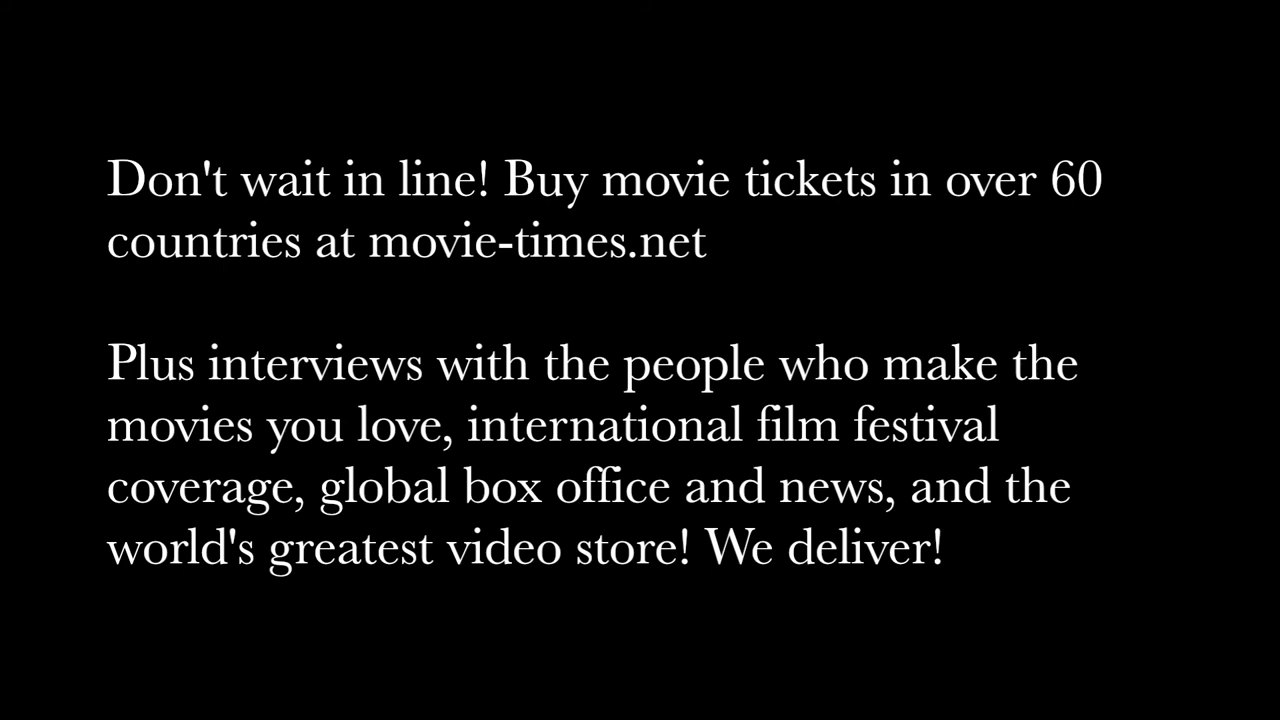 Don't wait in line! Buy movie tickets in over 60
countries at movie-times.net
Plus interviews with the people who make the
movies you love, international film festival
coverage, global box office and news, and the
world's greatest video store! We deliver!